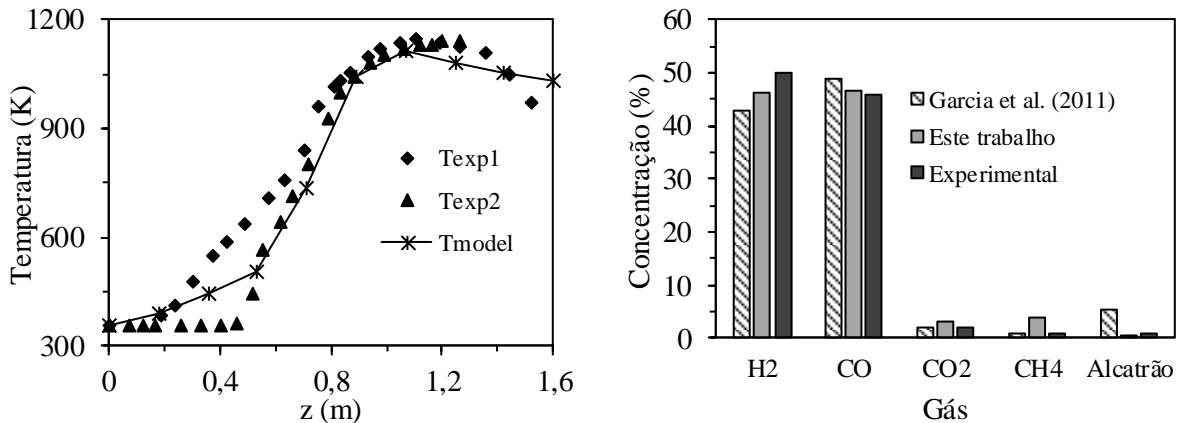 1200
900
600
300
Temperatura (K)
0
0,4
0,8
1,2
1,6
z (m)
Texp1
Texp2
Tmodel
60
50
40
30
20
10
0
Concentração (%)
Garcia et al. (2011)
Este trabalho
Experimental
H2
CO
CO2
CH4
Alcatrão
Gás